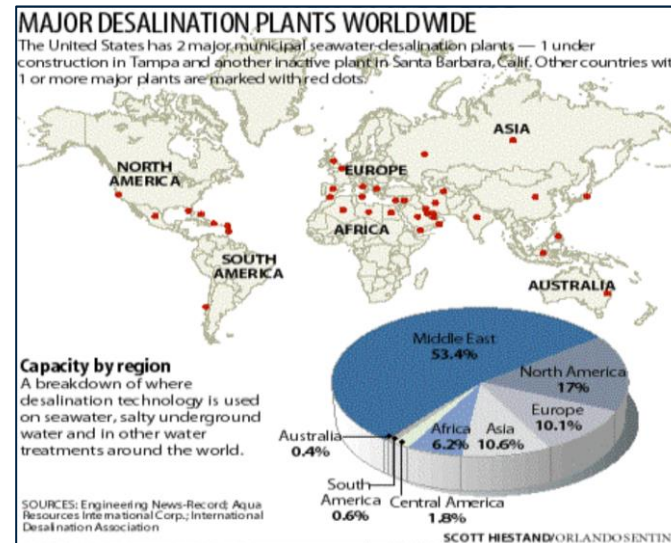 MAJOR DESALINATION PLANTS WORLDWIDE
The United States has 2 major municipal seawater-desalination plants — 1 under
construction in Tampa and another inactive plant in Santa Barbara, Calif. Other countries wit
1 or more major plants are marked with red dots.
ASIA
NORTH
AMERICA
EUROPE
AFRICA
SOUTH
AMERICA
AUSTRALIA
Capacity by region
A breakdown of where
desalination technology is used
on seawater, salty underground
water and in other water
treatments around the world.
Middle East
53.4%
North America
17%
Europe
10.1%
Asia
10.6%
Africa
6.2%
Australia
0.4%
South
America
0.6%
Central America
1.8%
SOURCES: Engineering News-Record; Aqua
Resources International Corp.; International
Desalination Association
SCOTT HIESTAND/ORLANDO SENTIN